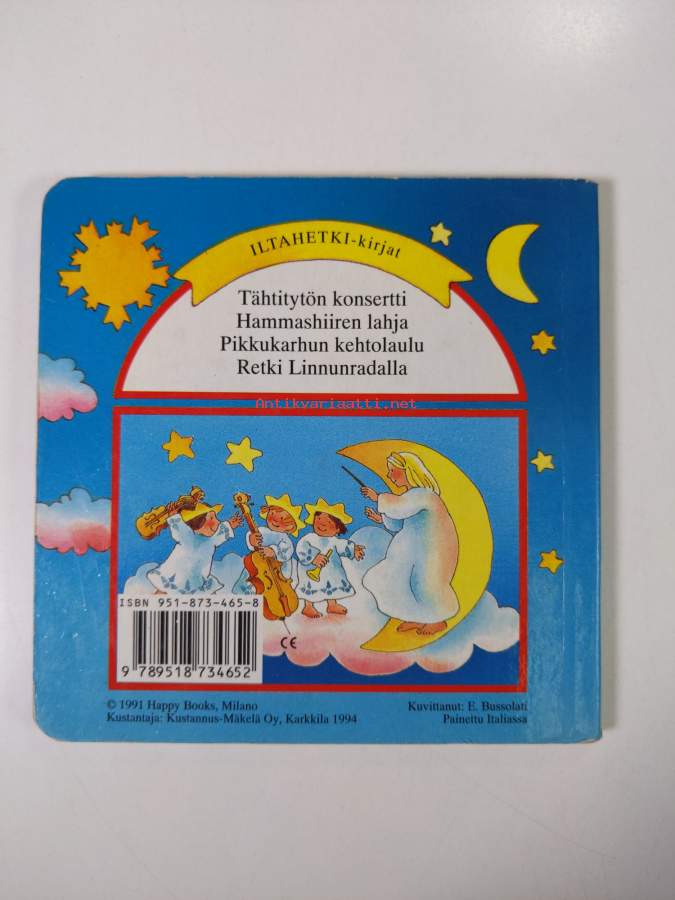 ILTAHETKI-kirjat
Tähtitytön konsertti
Hammashiiren lahja
Pikkukarhun kehtolaulu
Retki Linnunradalla
Antikvariaatti.net
ISBN 951-873-465-8
9 789518 734652
CE
© 1991 Happy Books, Milano
Kustantaja: Kustannus-Mäkelä Oy, Karkkila 1994
Kuvittanut: E. Bussolati
Painettu Italiassa